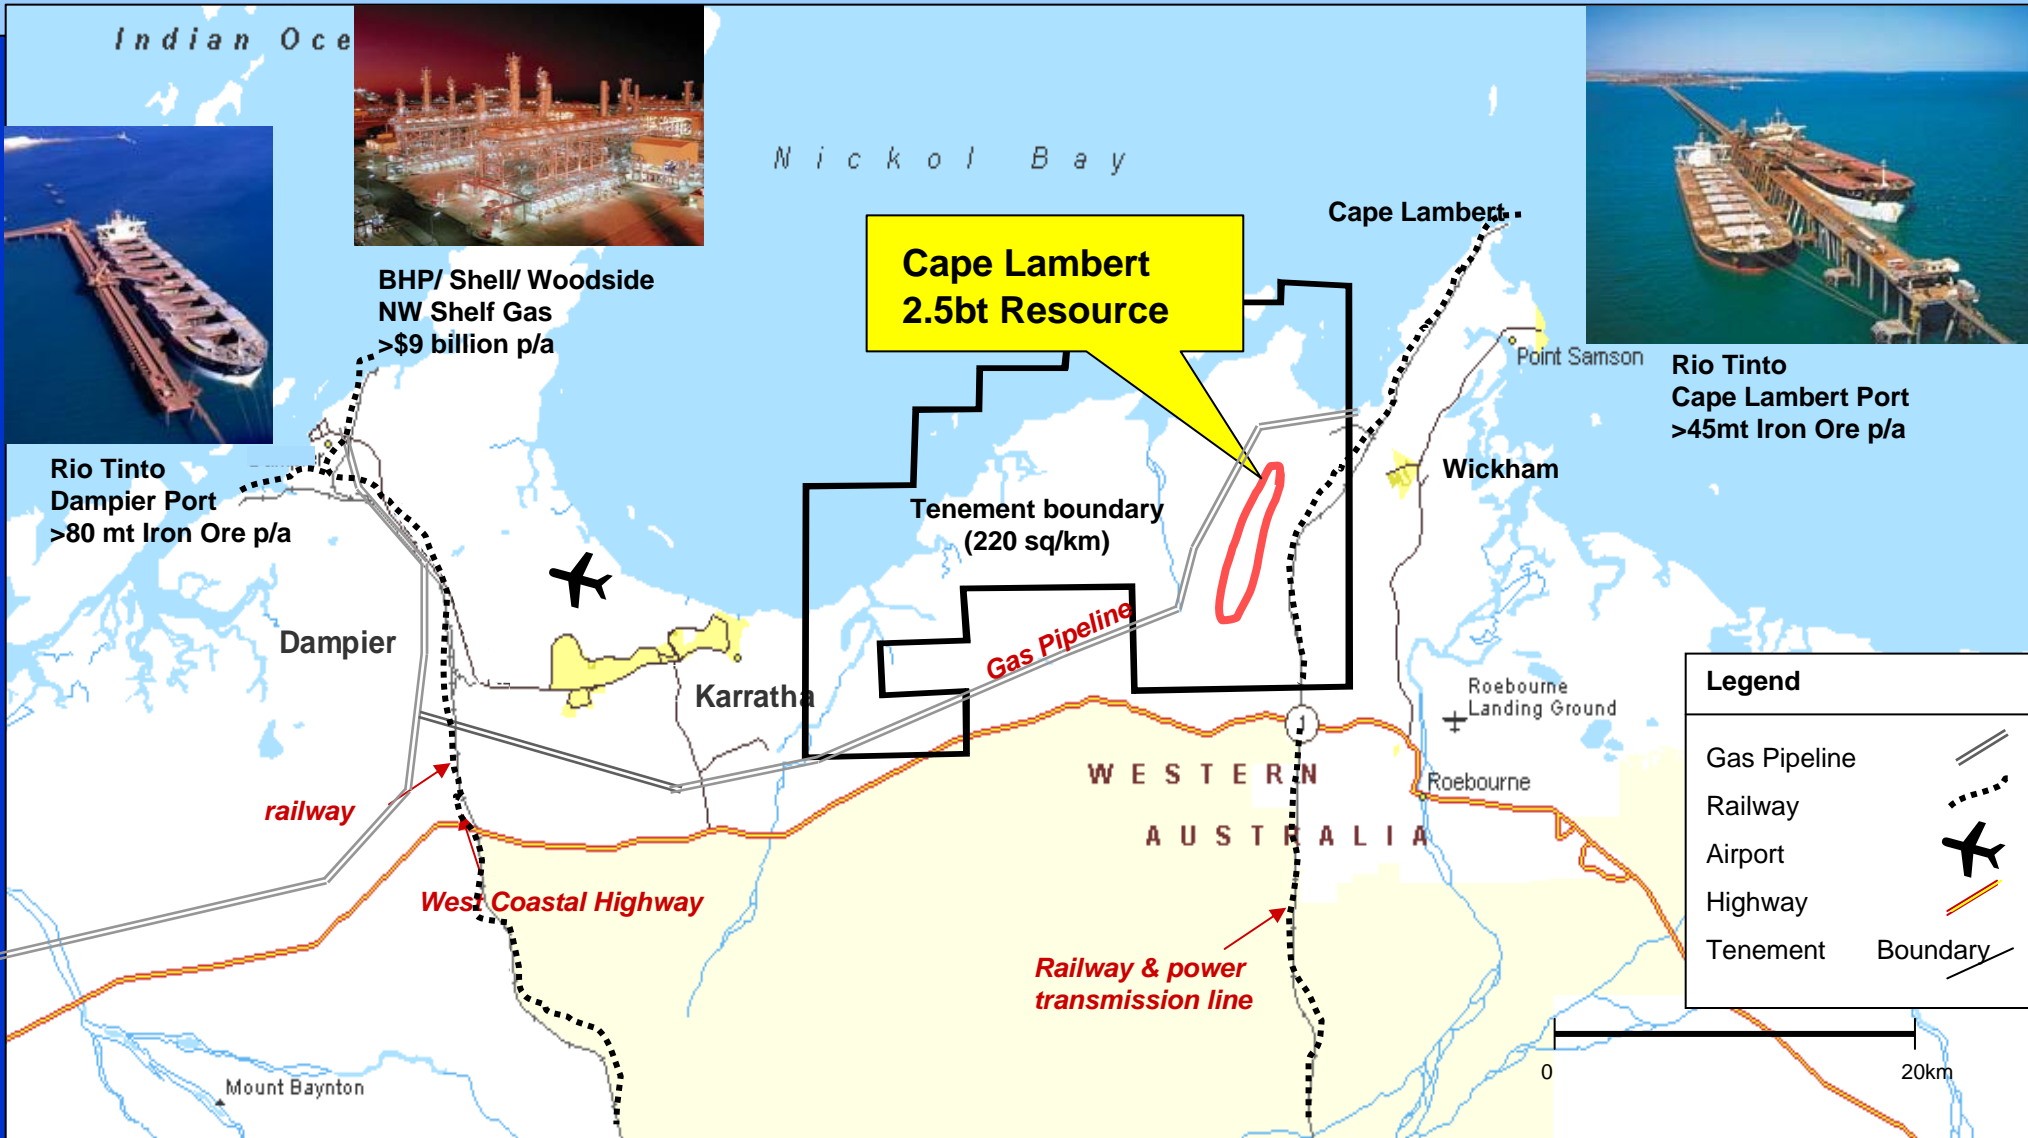 Indian Oce
Nickol Bay
Cape Lambert
Cape Lambert
2.5bt Resource
BHP/ Shell/ Woodside
NW Shelf Gas
>$9 billion p/a
Point Samson
Rio Tinto
Cape Lambert Port
>45mt Iron Ore p/a
Rio Tinto
Dampier Port
>80 mt Iron Ore p/a
Wickham
Tenement boundary
(220 sq/km)
Dampier
Karratha
Gas Pipeline
Roebourne
Landing Ground
1
WESTERN
AUSTRALIA
Roebourne
railway
West Coastal Highway
Railway & power
transmission line
Mount Baynton
Legend
Gas Pipeline
Railway
Airport
Highway
Tenement Boundary
0 20km